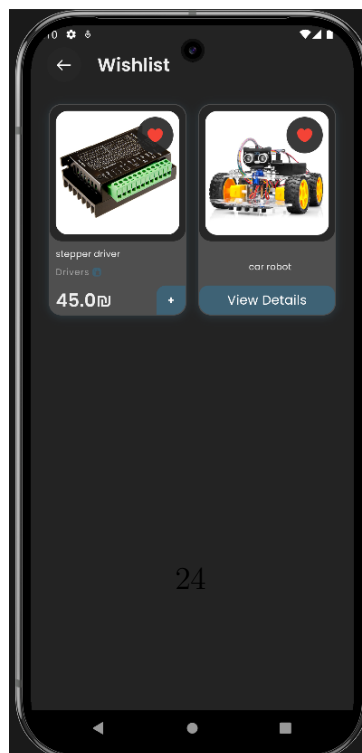 :10
Wishlist
stepper driver
Drivers
45.0₪
+
car robot
View Details
24